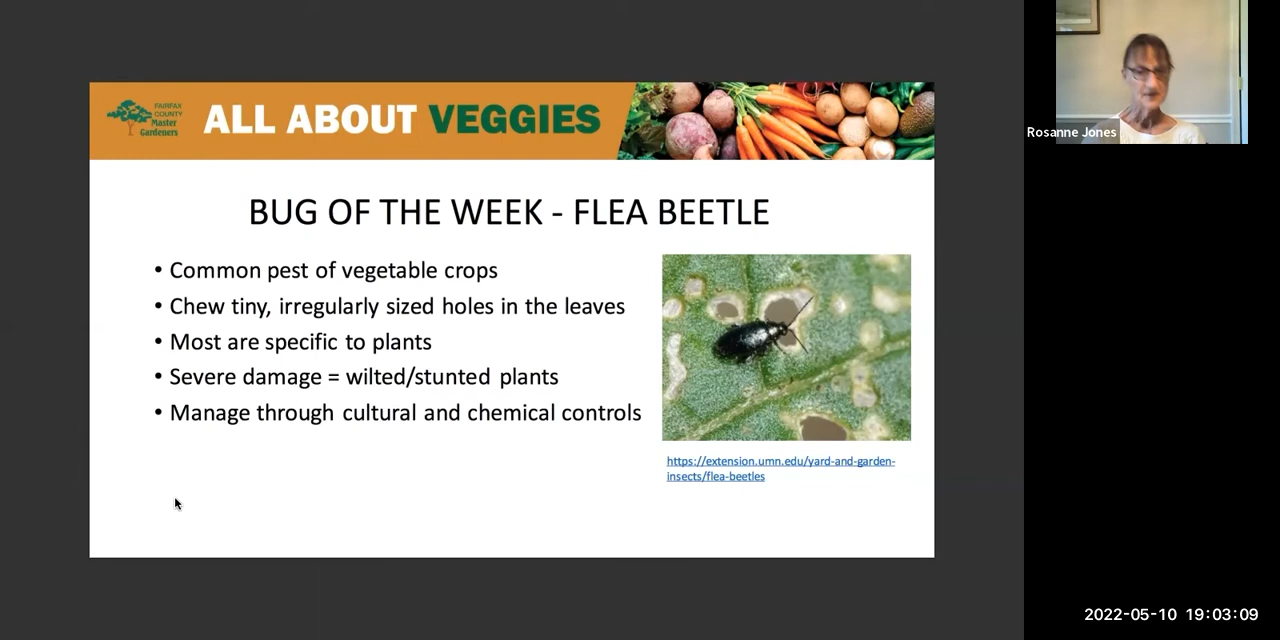 FAIRFAX
COUNTY
Master
Gardeners
ALL ABOUT VEGGIES
BUG OF THE WEEK - FLEA BEETLE
• Common pest of vegetable crops
• Chew tiny, irregularly sized holes in the leaves
• Most are specific to plants
• Severe damage = wilted/stunted plants
• Manage through cultural and chemical controls
https://extension.umn.edu/yard-and-garden-
insects/flea-beetles
Rosanne Jones
2022-05-10 19:03:09